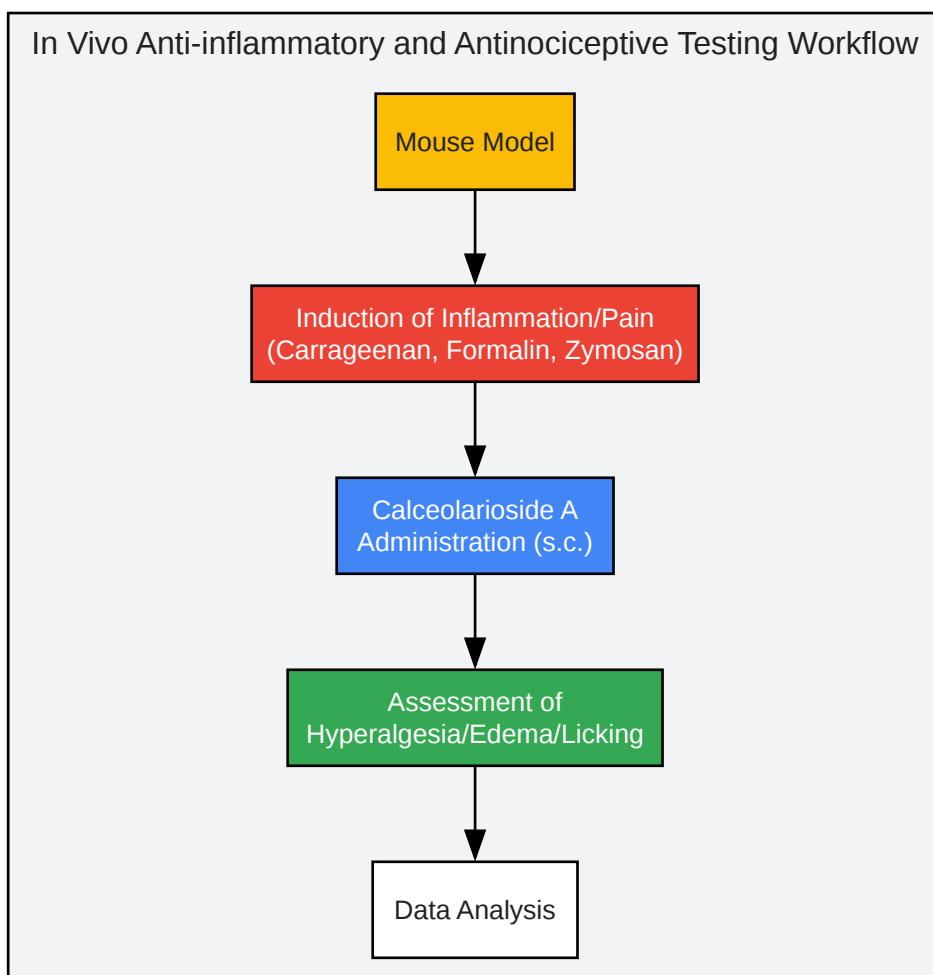 In Vivo Anti-inflammatory and Antinociceptive Testing Workflow
Mouse Model
Induction of Inflammation/Pain
(Carrageenan, Formalin, Zymosan)
Calceolarioside A
Administration (s.c.)
Assessment of
Hyperalgesia/Edema/Licking
Data Analysis